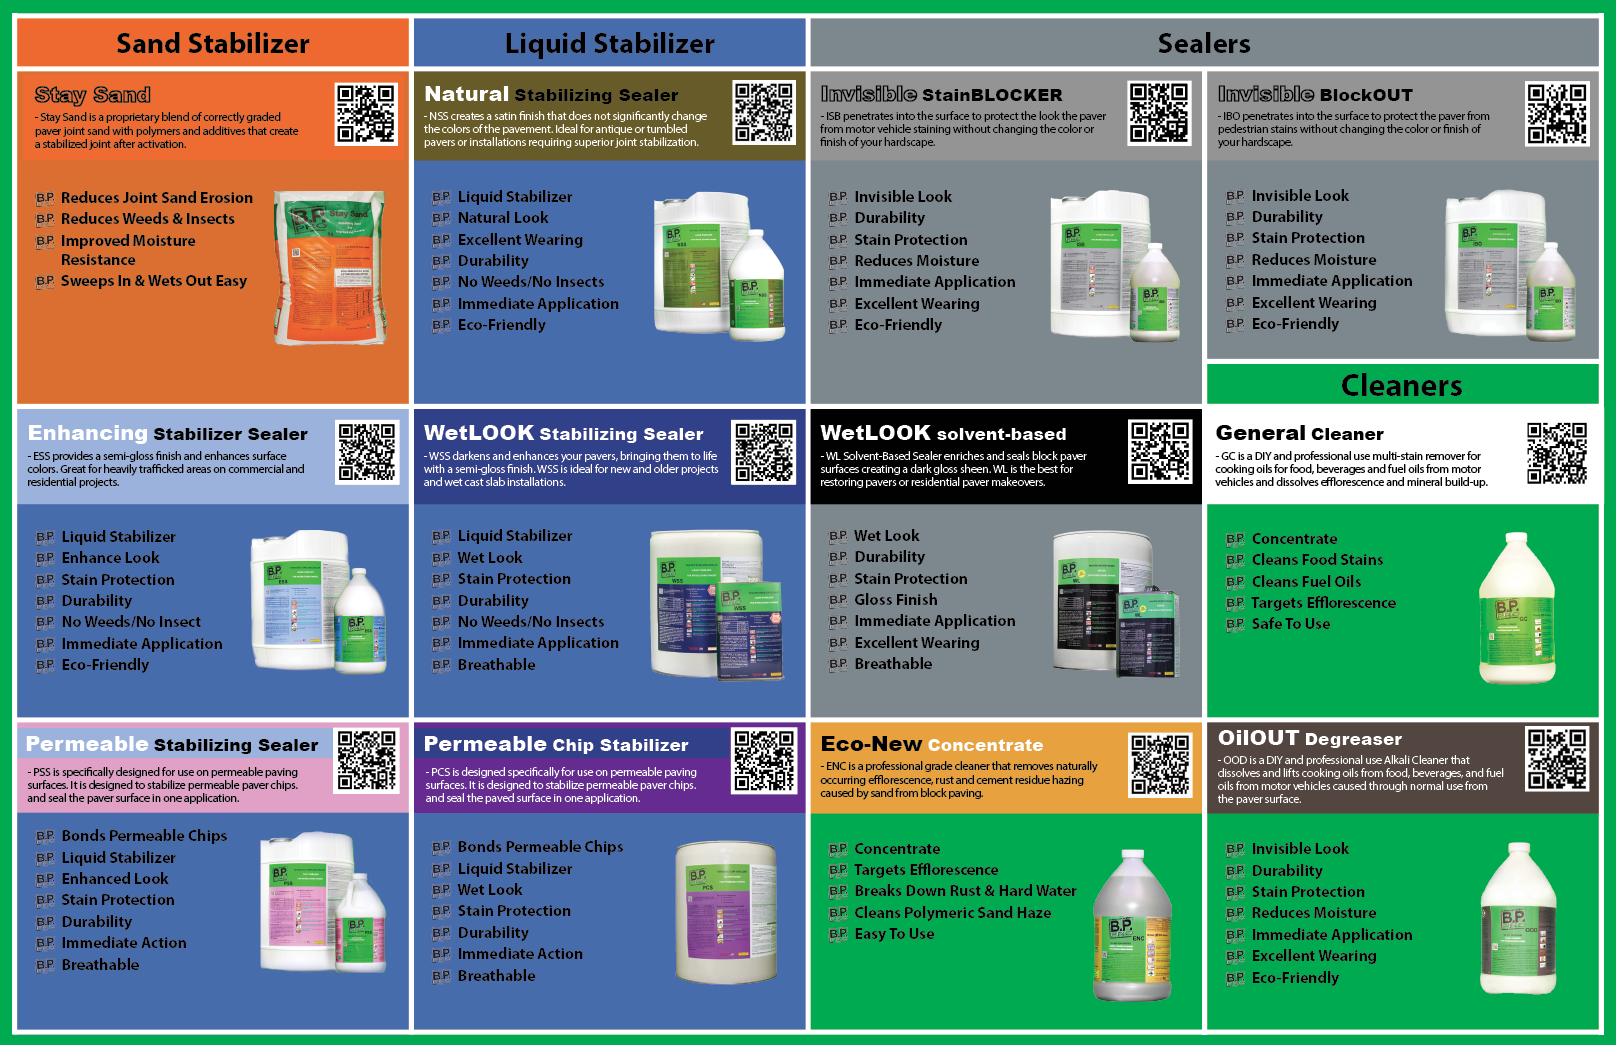 Sand Stabilizer
Liquid Stabilizer
Sealers
Stay Sand
- Stay Sand is a proprietary blend of correctly graded
paver joint sand with polymers and additives that create
a stabilized joint after activation.
B.P. Reduces Joint Sand Erosion
B.P. Reduces Weeds & Insects
B.P. Improved Moisture
Resistance
B.P. Sweeps In & Wets Out Easy
B.P.
PRO
Stay Sand
Natural Stabilizing Sealer
- NSS creates a satin finish that does not significantly change
the colors of the pavement. Ideal for antique or tumbled
pavers or installations requiring superior joint stabilization.
B.P. Liquid Stabilizer
B.P. Natural Look
B.P. Excellent Wearing
B.P. Durability
B.P. No Weeds/No Insects
B.P. Immediate Application
B.P. Eco-Friendly
B.P.
NSS
B.P.
NSS
Invisible StainBLOCKER
- ISB penetrates into the surface to protect the look the paver
from motor vehicle staining without changing the color or
finish of your hardscape.
B.P. Invisible Look
B.P. Durability
B.P. Stain Protection
B.P. Reduces Moisture
B.P. Immediate Application
B.P. Excellent Wearing
B.P. Eco-Friendly
B.P.
ISB
B.P.
Invisible BlockOUT
- IBO penetrates into the surface to protect the paver from
pedestrian stains without changing the color or finish of
your hardscape.
B.P. Invisible Look
B.P. Durability
B.P. Stain Protection
B.P. Reduces Moisture
B.P. Immediate Application
B.P. Excellent Wearing
B.P. Eco-Friendly
B.P.
IBO
B.P.
Cleaners
Enhancing Stabilizer Sealer
- ESS provides a semi-gloss finish and enhances surface
colors. Great for heavily trafficked areas on commercial and
residential projects.
B.P. Liquid Stabilizer
B.P. Enhance Look
B.P. Stain Protection
B.P. Durability
B.P. No Weeds/No Insect
B.P. Immediate Application
B.P. Eco-Friendly
B.P.
ESS
B.P.
ESS
WetLOOK Stabilizing Sealer
- WSS darkens and enhances your pavers, bringing them to life
with a semi-gloss finish. WSS is ideal for new and older projects
and wet cast slab installations.
B.P. Liquid Stabilizer
B.P. Wet Look
B.P. Stain Protection
B.P. Durability
B.P. No Weeds/No Insects
B.P. Immediate Application
B.P. Breathable
B.P.
WSS
B.P.
WSS
WetLOOK solvent-based
- WL Solvent-Based Sealer enriches and seals block paver
surfaces creating a dark gloss sheen. WL is the best for
restoring pavers or residential paver makeovers.
B.P. Wet Look
B.P. Durability
B.P. Stain Protection
B.P. Gloss Finish
B.P. Immediate Application
B.P. Excellent Wearing
B.P. Breathable
B.P.
WL
B.P.
General Cleaner
- GC is a DIY and professional use multi-stain remover for
cooking oils for food, beverages and fuel oils from motor
vehicles and dissolves efflorescence and mineral build-up.
B.P. Concentrate
B.P. Cleans Food Stains
B.P. Cleans Fuel Oils
B.P. Targets Efflorescence
B.P. Safe To Use
B.P.
GC
Permeable Stabilizing Sealer
- PSS is specifically designed for use on permeable paving
surfaces. It is designed to stabilize permeable paver chips.
and seal the paver surface in one application.
B.P. Bonds Permeable Chips
B.P. Liquid Stabilizer
B.P. Enhanced Look
B.P. Stain Protection
B.P. Durability
B.P. Immediate Action
B.P. Breathable
B.P.
PSS
B.P.
PSS
Permeable Chip Stabilizer
- PCS is designed specifically for use on permeable paving
surfaces. It is designed to stabilize permeable paver chips.
and seal the paved surface in one application.
B.P. Bonds Permeable Chips
B.P. Liquid Stabilizer
B.P. Wet Look
B.P. Stain Protection
B.P. Durability
B.P. Immediate Action
B.P. Breathable
B.P.
PCS
Eco-New Concentrate
- ENC is a professional grade cleaner that removes naturally
occurring efflorescence, rust and cement residue hazing
caused by sand from block paving.
B.P. Concentrate
B.P. Targets Efflorescence
B.P. Breaks Down Rust & Hard Water
B.P. Cleans Polymeric Sand Haze
B.P. Easy To Use
B.P.
ENC
OilOUT Degreaser
- OOD is a DIY and professional use Alkali Cleaner that
dissolves and lifts cooking oils from food, beverages, and fuel
oils from motor vehicles caused through normal use from
the paver surface.
B.P. Invisible Look
B.P. Durability
B.P. Stain Protection
B.P. Reduces Moisture
B.P. Immediate Application
B.P. Excellent Wearing
B.P. Eco-Friendly
B.P.
OOD